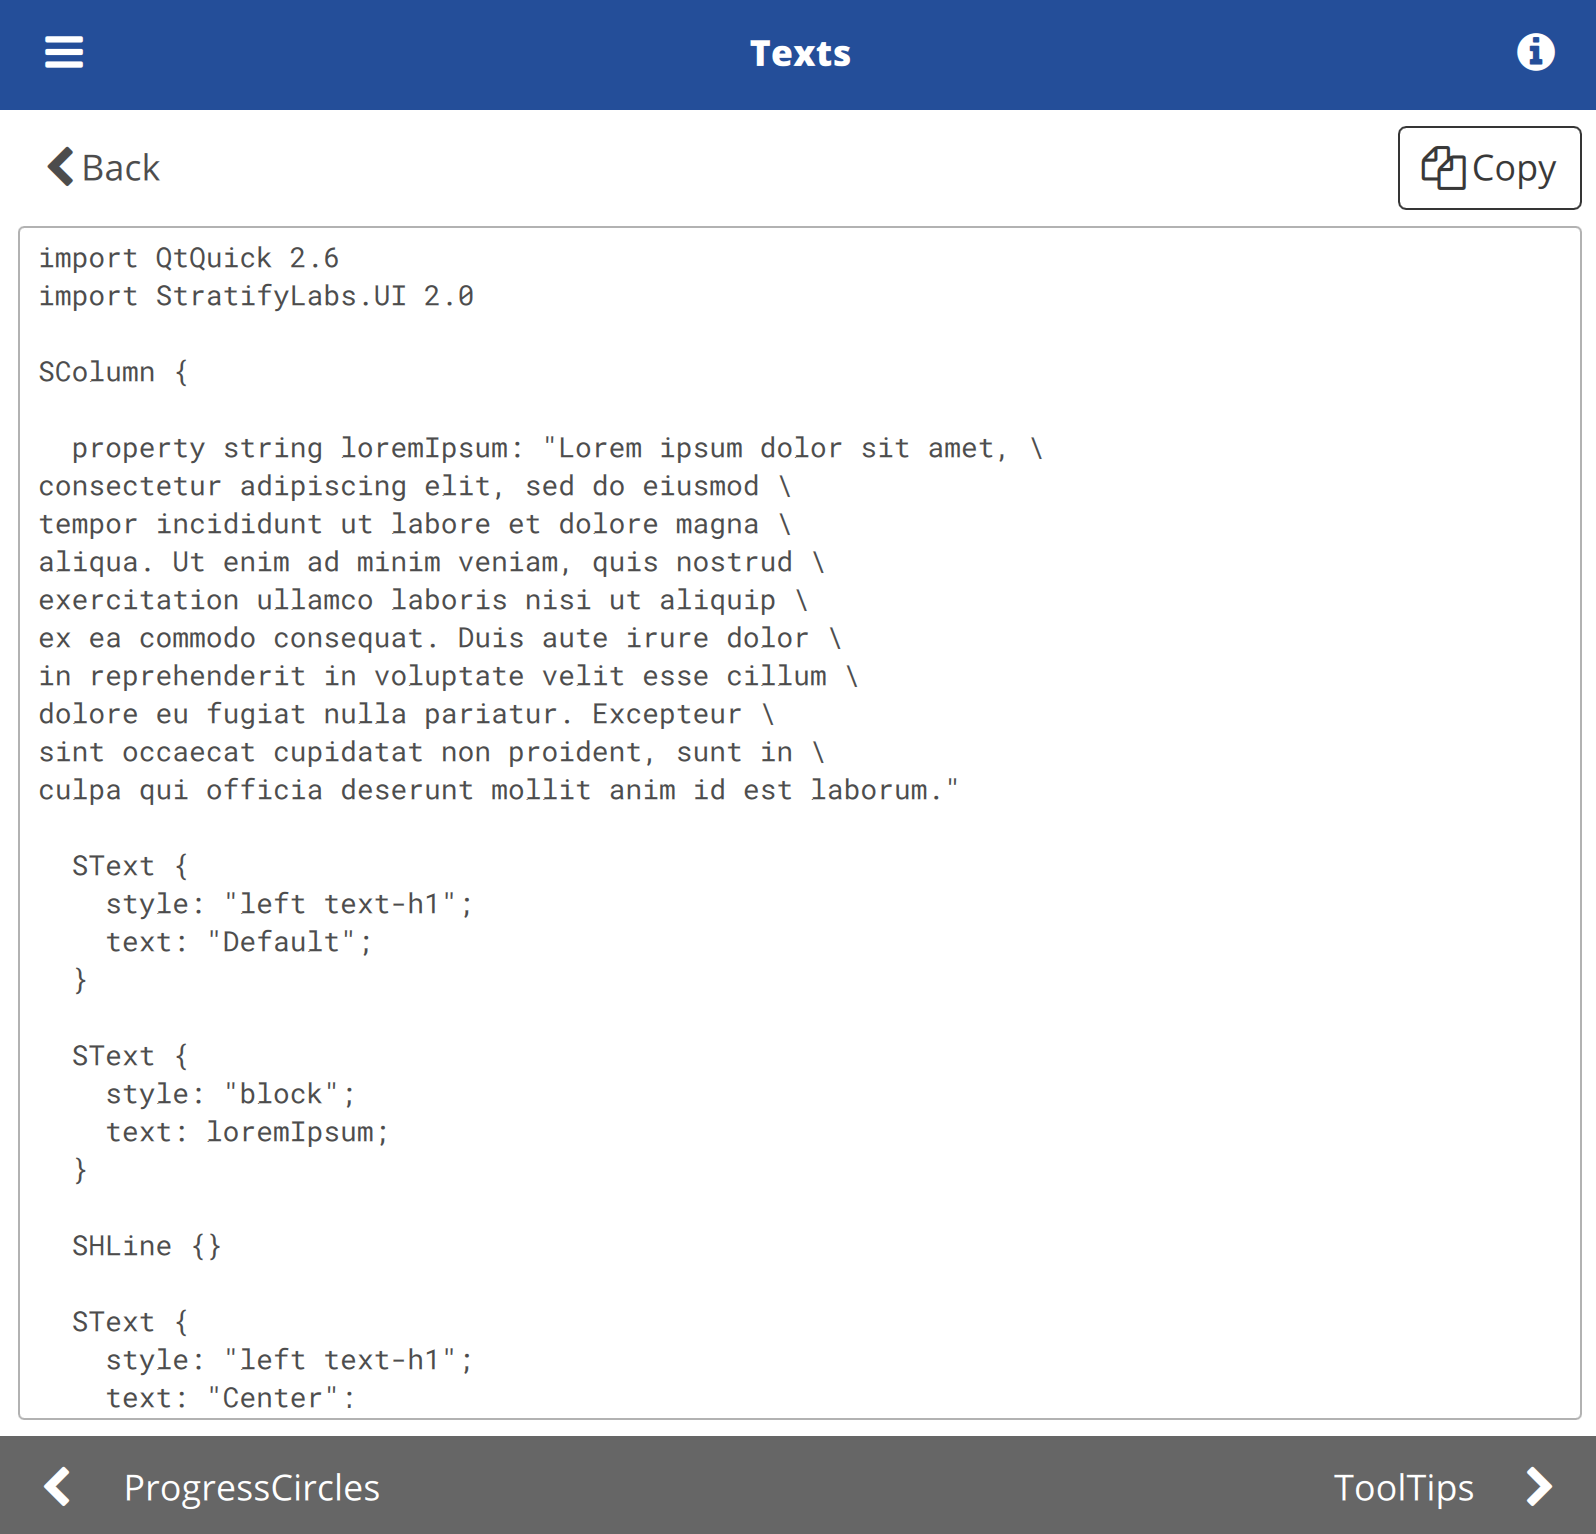 Texts
Back
Copy
import QtQuick 2.6
import StratifyLabs.UI 2.0

SColumn {

  property string loremIpsum: "Lorem ipsum dolor sit amet, \
consectetur adipiscing elit, sed do eiusmod \
tempor incididunt ut labore et dolore magna \
aliqua. Ut enim ad minim veniam, quis nostrud \
exercitation ullamco laboris nisi ut aliquip \
ex ea commodo consequat. Duis aute irure dolor \
in reprehenderit in voluptate velit esse cillum \
dolore eu fugiat nulla pariatur. Excepteur \
sint occaecat cupidatat non proident, sunt in \
culpa qui officia deserunt mollit anim id est laborum."

  SText {
    style: "left text-h1";
    text: "Default";
  }

  SText {
    style: "block";
    text: loremIpsum;
  }

  SHLine {}

  SText {
    style: "left text-h1";
    text: "Center";
ProgressCircles
ToolTips